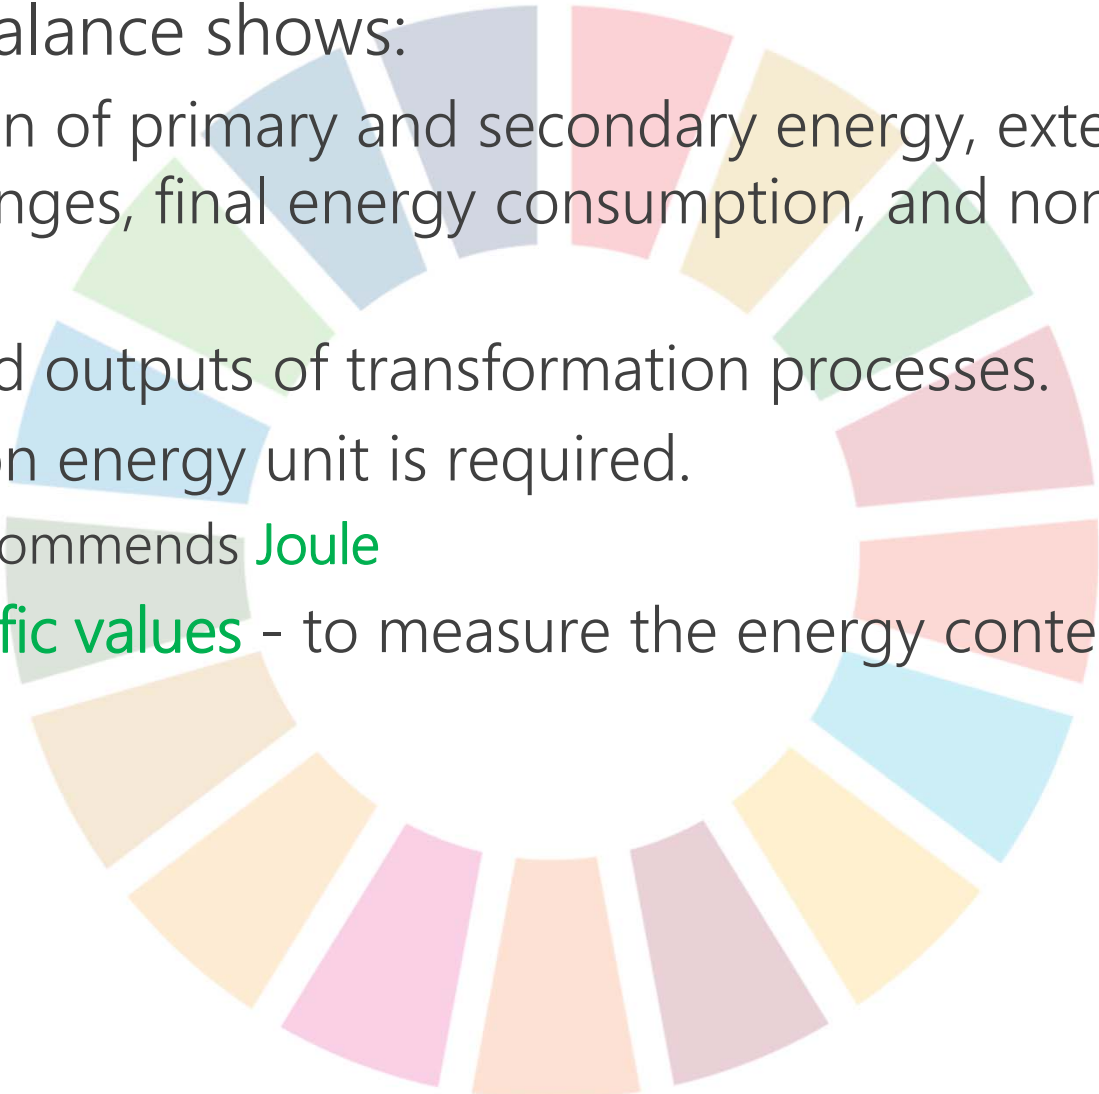 alance shows:
n of primary and secondary energy, exte
nges, final energy consumption, and nor
d outputs of transformation processes.
on energy unit is required.
ommends Joule
fic values - to measure the energy conte